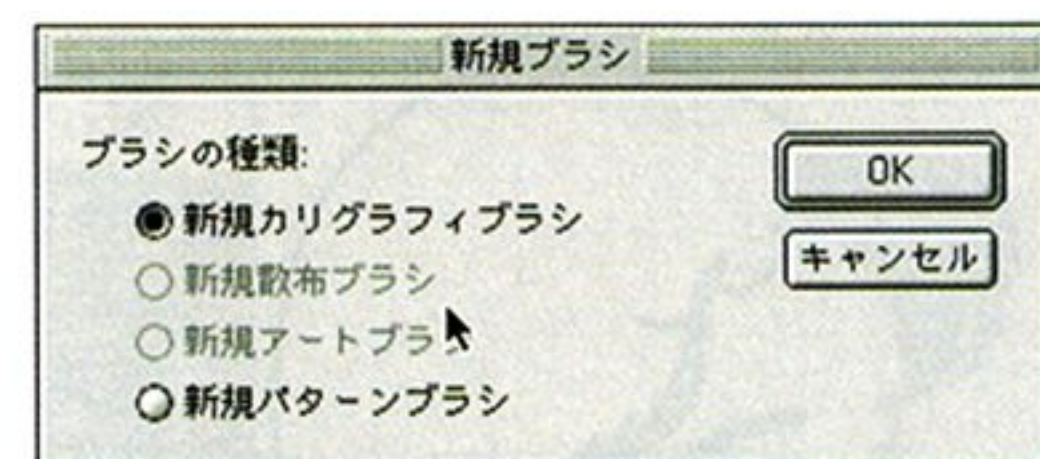 新規ブラシ
ブラシの種類:
新規カリグラフィブラシ
新規散布ブラシ
新規アートブラ
新規パターンブラシ
OK
キャンセル